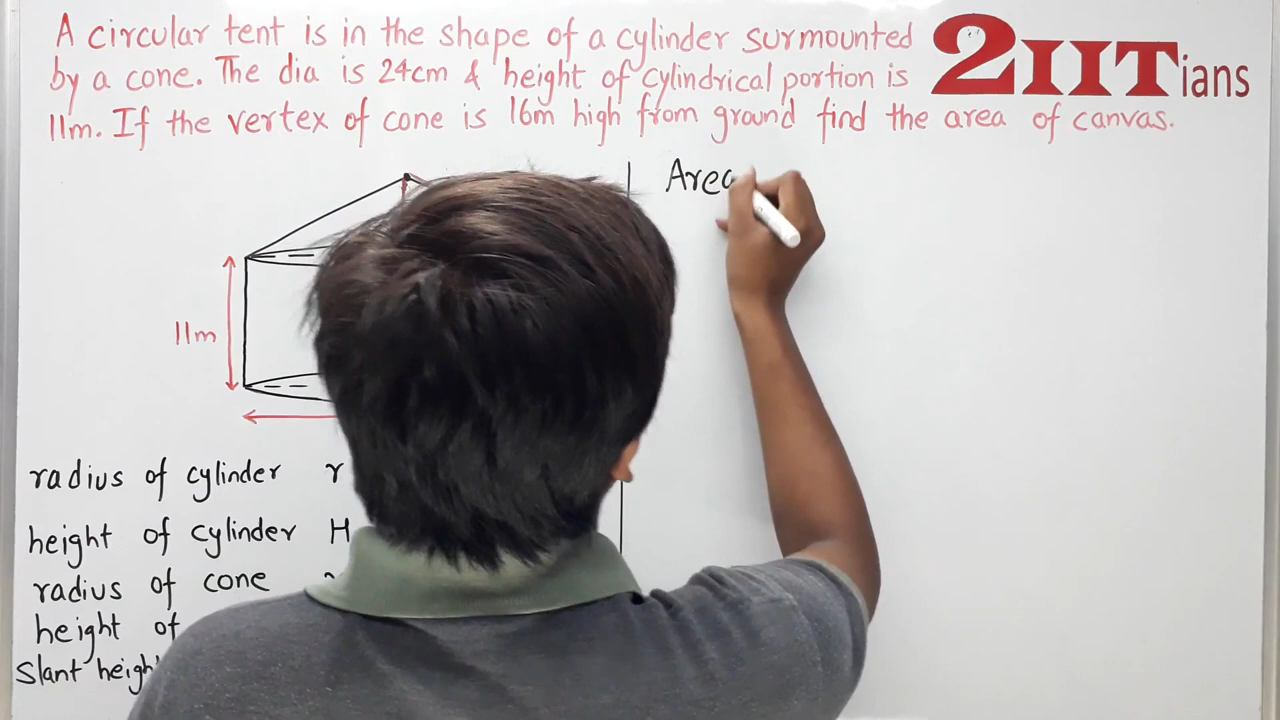 A circular tent is in the shape of a cylinder surmounted
by a cone. The dia is 24cm & height of cylindrical portion is
11m. If the vertex of cone is 16m high from ground find the area of canvas.
2IITians
Area
11m
radius of cylinder r
height of cylinder H
radius of cone
height of
Slant height